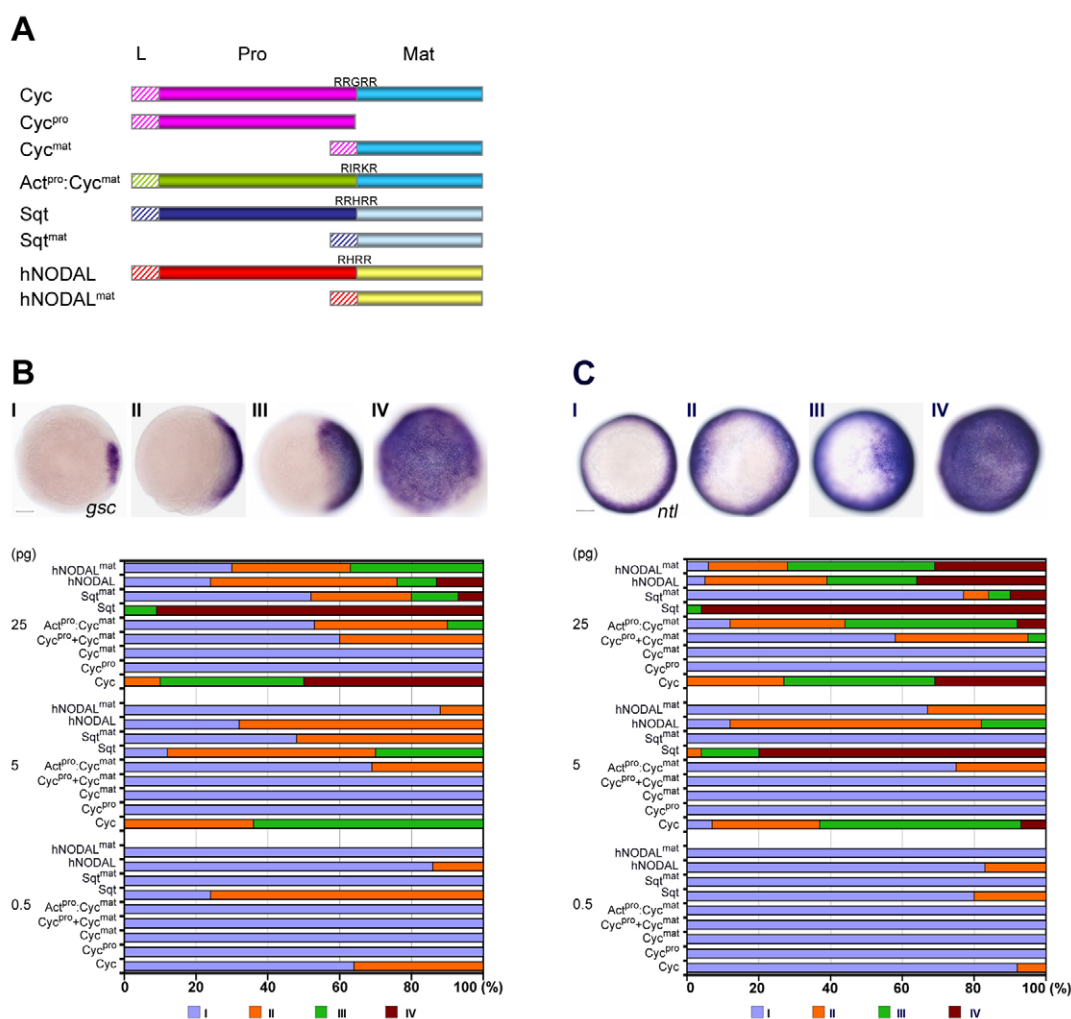 A
L Pro Mat
RRGRR
Cyc
Cycpro
Cycmat
RIRKR
Actpro:Cycmat
RRHRR
Sqt
Sqtmat
RHRR
hNODAL
hNODALmat
B
I II III IV
gsc
(pg)
hNODALmat
hNODAL
Sqtmat
Sqt
25 Actpro:Cycmat
Cycpro+Cycmat
Cycmat
Cycpro
Cyc
hNODALmat
hNODAL
Sqtmat
Sqt
5 Actpro:Cycmat
Cycpro+Cycmat
Cycmat
Cycpro
Cyc
hNODALmat
hNODAL
Sqtmat
Sqt
0.5 Actpro:Cycmat
Cycpro+Cycmat
Cycmat
Cycpro
Cyc
0 20 40 60 80 100 (%)
I II III IV
C
I II III IV
ntl
(pg)
hNODALmat
hNODAL
Sqtmat
Sqt
25 Actpro:Cycmat
Cycpro+Cycmat
Cycmat
Cycpro
Cyc
hNODALmat
hNODAL
Sqtmat
Sqt
5 Actpro:Cycmat
Cycpro+Cycmat
Cycmat
Cycpro
Cyc
hNODALmat
hNODAL
Sqtmat
Sqt
0.5 Actpro:Cycmat
Cycpro+Cycmat
Cycmat
Cycpro
Cyc
0 20 40 60 80 100 (%)
I II III IV